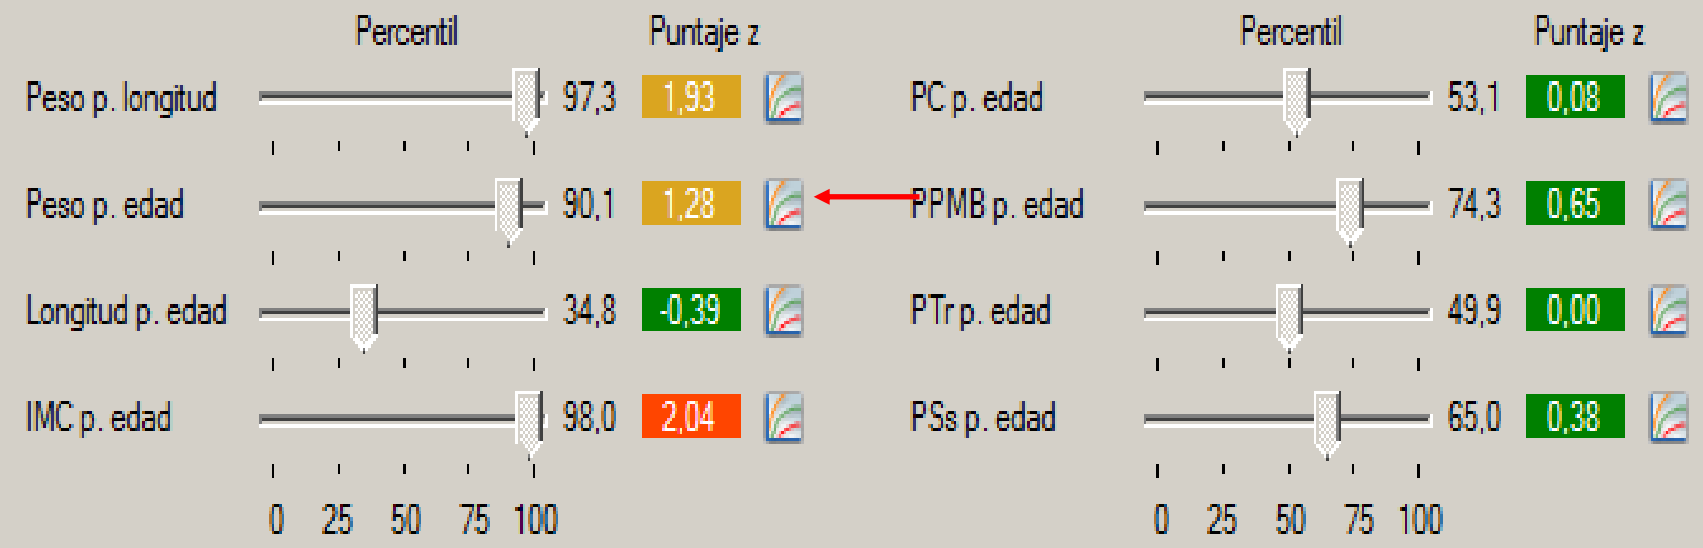 Percentil Puntaje z Percentil Puntaje z
Peso p. longitud 97,3 1,93 PC p. edad 53,1 0,08
Peso p. edad 90,1 1,28 PPMB p. edad 74,3 0,65
Longitud p. edad 34,8 -0,39 PTr p. edad 49,9 0,00
IMC p. edad 98,0 2,04 PSs p. edad 65,0 0,38
0 25 50 75 100 0 25 50 75 100